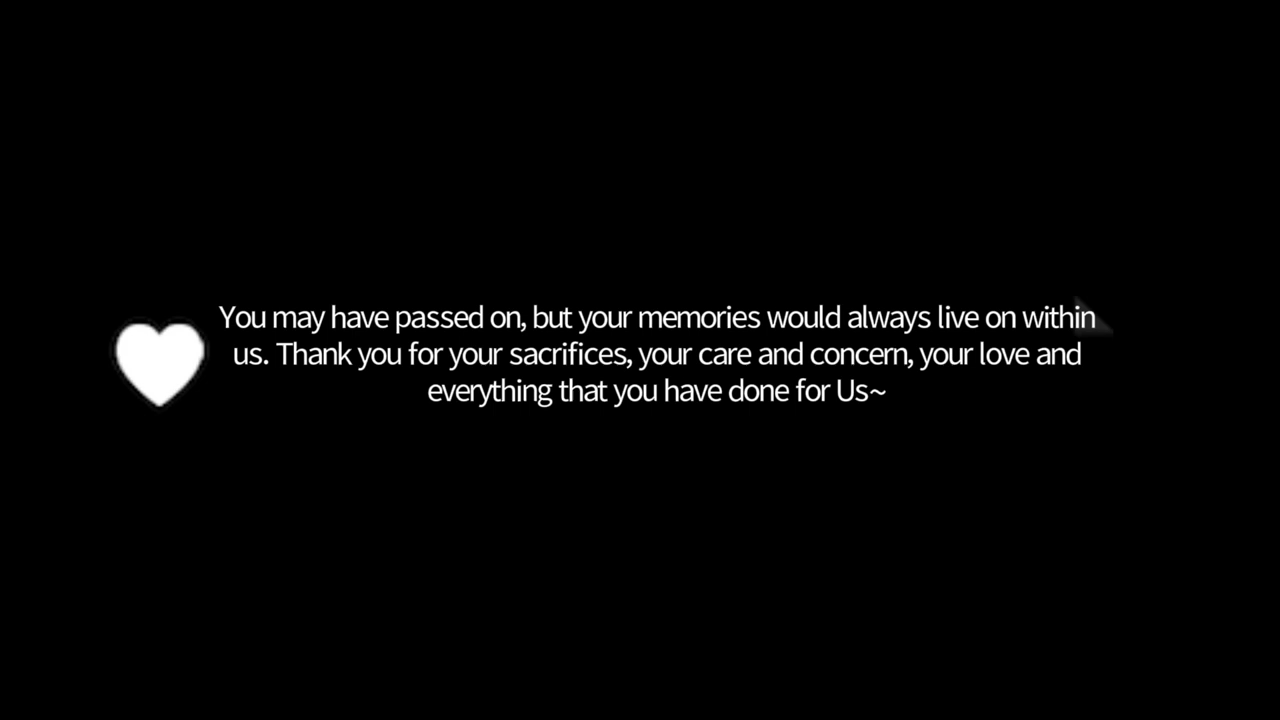 You may have passed on, but your memories would always live on within
us. Thank you for your sacrifices, your care and concern, your love and
everything that you have done for Us~